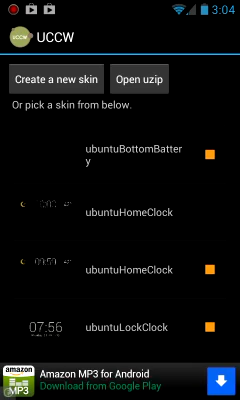 3:04
UCCW
UCCW
Create a new skin
Open uzip
Or pick a skin from below.
ubuntuBottomBatter
y
ubuntuHomeClock
ubuntuHomeClock
07:56
ubuntuLockClock
amazon
MP3
Amazon MP3 for Android
Download from Google Play